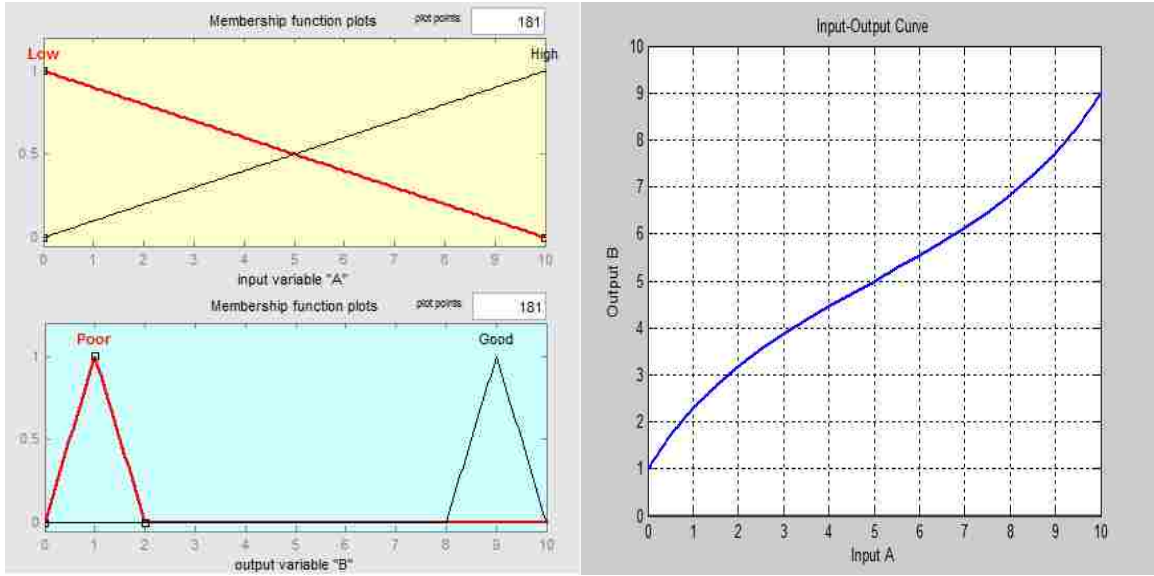 Membership function plots plot points: 181
Low High
1
0.5
0
0 1 2 3 4 5 6 7 8 9 10
input variable "A"
Membership function plots plot points: 181
Poor Good
1
0.5
0
0 1 2 3 4 5 6 7 8 9 10
output variable "B"
Input-Output Curve
10
9
8
7
6
5
4
3
2
1
0
Output B
0 1 2 3 4 5 6 7 8 9 10
Input A